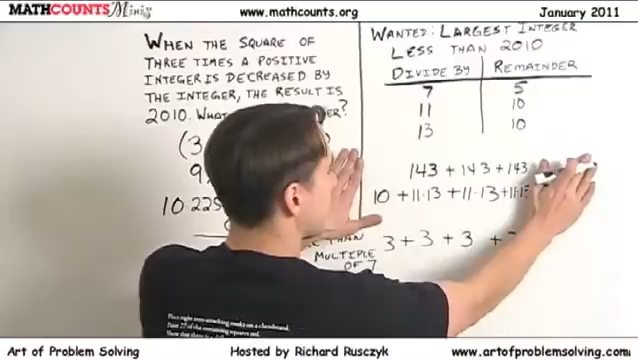 MATHCOUNTS Minis
www.mathcounts.org
January 2011
WHEN THE SQUARE OF
THREE TIMES A POSITIVE
INTEGER IS DECREASED BY
THE INTEGER, THE RESULT IS
2010. ?
(3
9
10.225
WANTED: LARGEST INTEGER
LESS THAN 2010
DIVIDE BY REMAINDER
7 5
11 10
13 10
143 + 143 + 143
10 + 11·13 + 11·13 + 11·13
3 + 3 + 3 +
THAN
MULTIPLE
OF 7
Art of Problem Solving
Hosted by Richard Rusczyk
www.artofproblemsolving.com